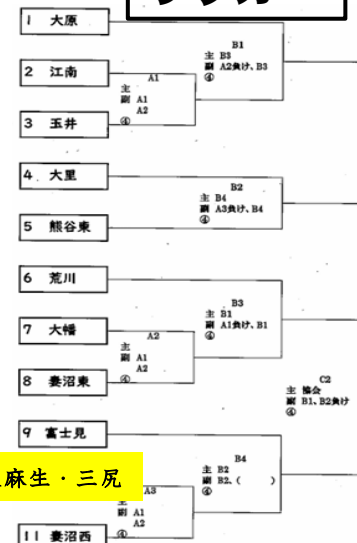 1 大原
B1
主 B3
副 A2負け、B3
④
2 江南
A1
主
副 A1
A2
④
3 玉井
4 大里
B2
主 B4
副 A3負け、B4
④
5 熊谷東
6 荒川
B3
主 B1
副 A1負け、B1
④
7 大幡
A2
主
副 A1
A2
④
8 妻沼東
C2
主 協会
副 B1、B2負け
④
9 富士見
B4
主 B2
副 B2、( )
④
麻生・三尻
A3
副 A1
A2
④
11 妻沼西